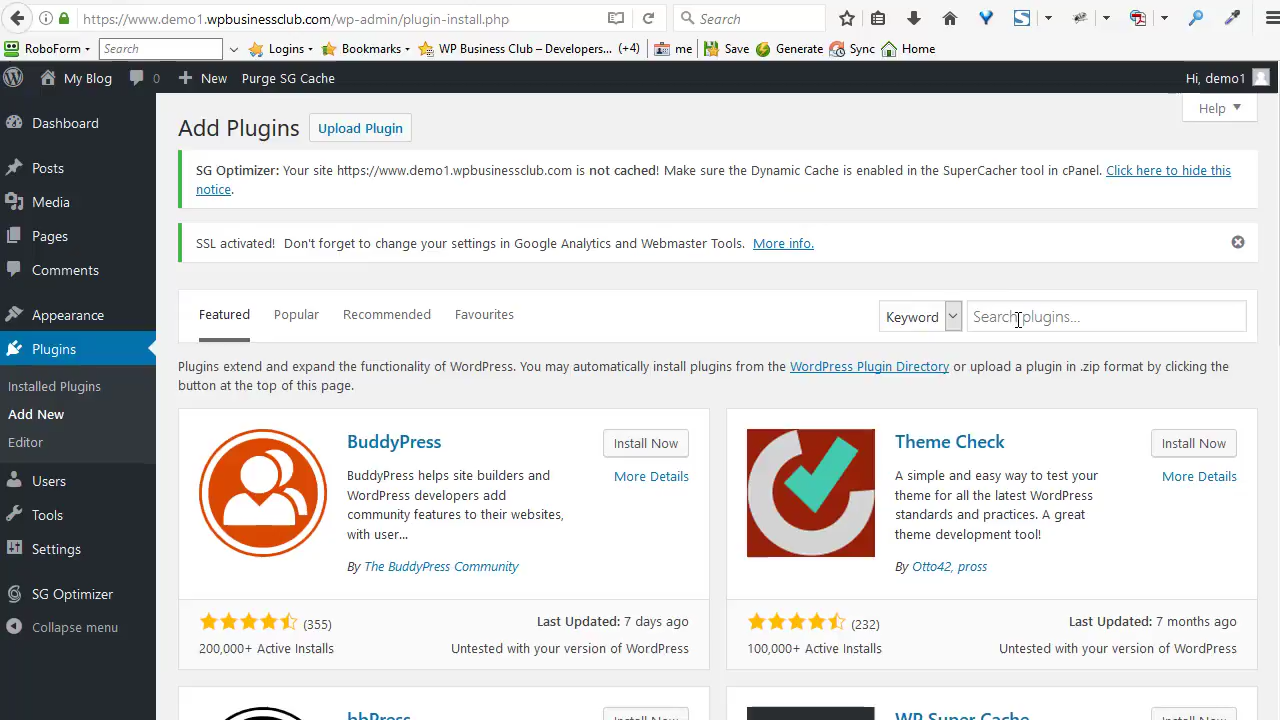 https://www.demo1.wpbusinessclub.com/wp-admin/plugin-install.php
Search
RoboForm
Search
Logins
Bookmarks
WP Business Club – Developers... (+4)
me
Save
Generate
Sync
Home
My Blog
0
New
Purge SG Cache
Hi, demo1
Dashboard
Posts
Media
Pages
Comments
Appearance
Plugins
Installed Plugins
Add New
Editor
Users
Tools
Settings
SG Optimizer
Collapse menu
Help
Add Plugins
Upload Plugin
SG Optimizer: Your site https://www.demo1.wpbusinessclub.com is not cached! Make sure the Dynamic Cache is enabled in the SuperCacher tool in cPanel. Click here to hide this
notice.
SSL activated! Don't forget to change your settings in Google Analytics and Webmaster Tools. More info.
Featured
Popular
Recommended
Favourites
Keyword
Search plugins...
Plugins extend and expand the functionality of WordPress. You may automatically install plugins from the WordPress Plugin Directory or upload a plugin in .zip format by clicking the
button at the top of this page.
BuddyPress
Install Now
More Details
BuddyPress helps site builders and
WordPress developers add
community features to their websites,
with user...
By The BuddyPress Community
(355)
Last Updated: 7 days ago
200,000+ Active Installs
Untested with your version of WordPress
Theme Check
Install Now
More Details
A simple and easy way to test your
theme for all the latest WordPress
standards and practices. A great
theme development tool!
By Otto42, pross
(232)
Last Updated: 7 months ago
100,000+ Active Installs
Untested with your version of WordPress
bbPress
Install Now
WP Super Cache
Install Now